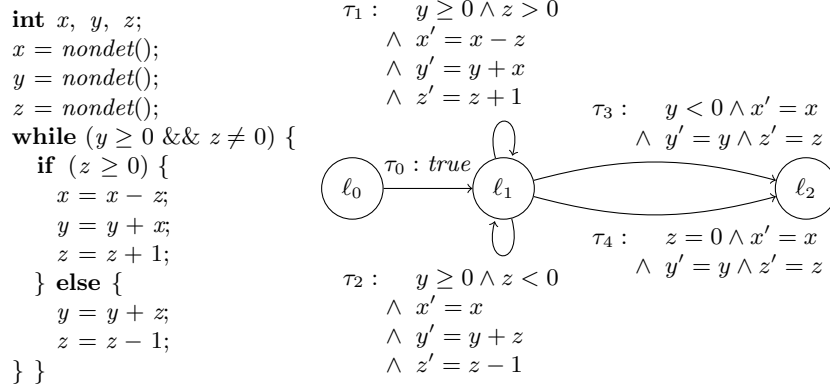 int x, y, z;
x = nondet();
y = nondet();
z = nondet();
while (y ≥ 0 && z ≠ 0) {
if (z ≥ 0) {
x = x − z;
y = y + x;
z = z + 1;
} else {
y = y + z;
z = z − 1;
} }
τ₁ : y ≥ 0 ∧ z > 0
∧ x′ = x − z
∧ y′ = y + x
∧ z′ = z + 1
τ₃ : y < 0 ∧ x′ = x
∧ y′ = y ∧ z′ = z
ℓ₀
τ₀ : true
ℓ₁
ℓ₂
τ₂ : y ≥ 0 ∧ z < 0
∧ x′ = x
∧ y′ = y + z
∧ z′ = z − 1
τ₄ : z = 0 ∧ x′ = x
∧ y′ = y ∧ z′ = z